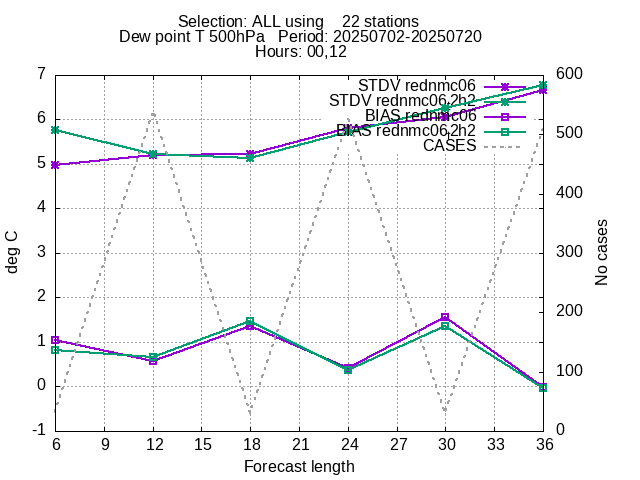 Selection: ALL using    22 stations
Dew point T 500hPa   Period: 20250702-20250720
Hours: 00,12
STDV rednmc06
STDV rednmc06,2h2
BIAS rednmc06
BIAS rednmc06,2h2
CASES
7
6
5
4
3
2
1
0
-1
600
500
400
300
200
100
0
deg C
No cases
6 9 12 15 18 21 24 27 30 33 36
Forecast length